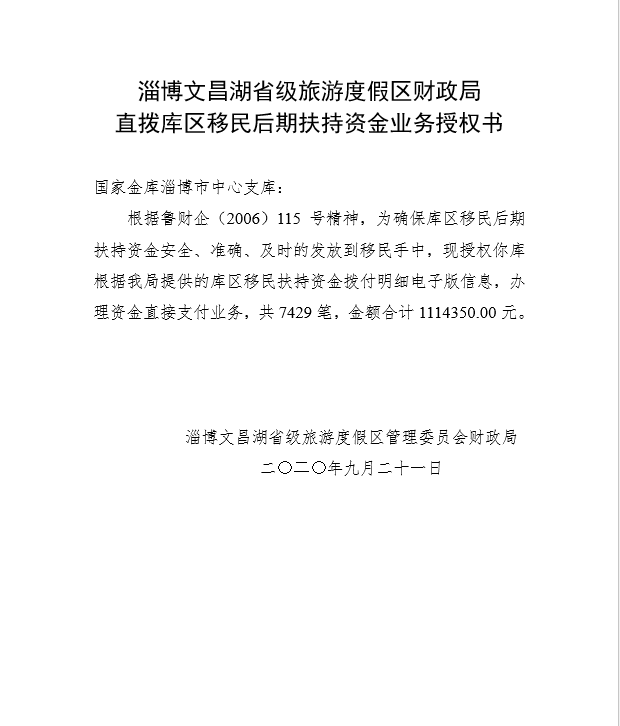 淄博文昌湖省级旅游度假区财政局
直拨库区移民后期扶持资金业务授权书
国家金库淄博市中心支库：
根据鲁财企（2006）115 号精神，为确保库区移民后期
扶持资金安全、准确、及时的发放到移民手中，现授权你库
根据我局提供的库区移民扶持资金拨付明细电子版信息，办
理资金直接支付业务，共 7429 笔，金额合计 1114350.00 元。
淄博文昌湖省级旅游度假区管理委员会财政局
二〇二〇年九月二十一日